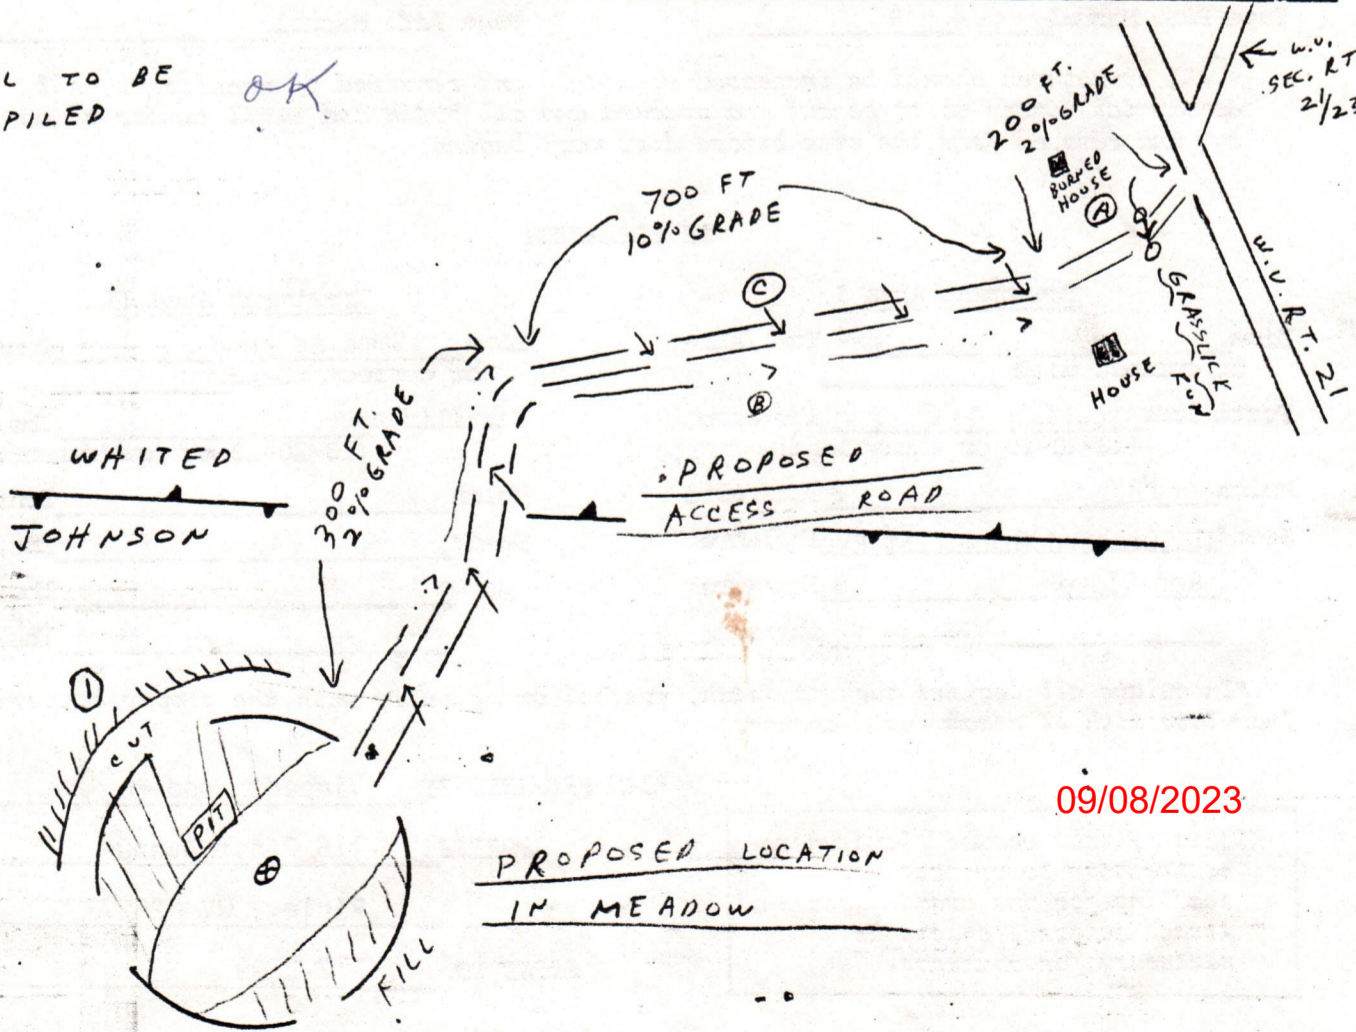 L TO BE
PILED
OK
W.V.
SEC. RT
21/23
200 FT.
2% GRADE
BURNED
HOUSE
A
700 FT
10% GRADE
C
B
W.V. RT. 21
GRASSLICK
RUN
HOUSE
300 FT.
2% GRADE
WHITED
JOHNSON
PROPOSED
ACCESS ROAD
1
CUT
PIT
FILL
PROPOSED LOCATION
IN MEADOW
09/08/2023